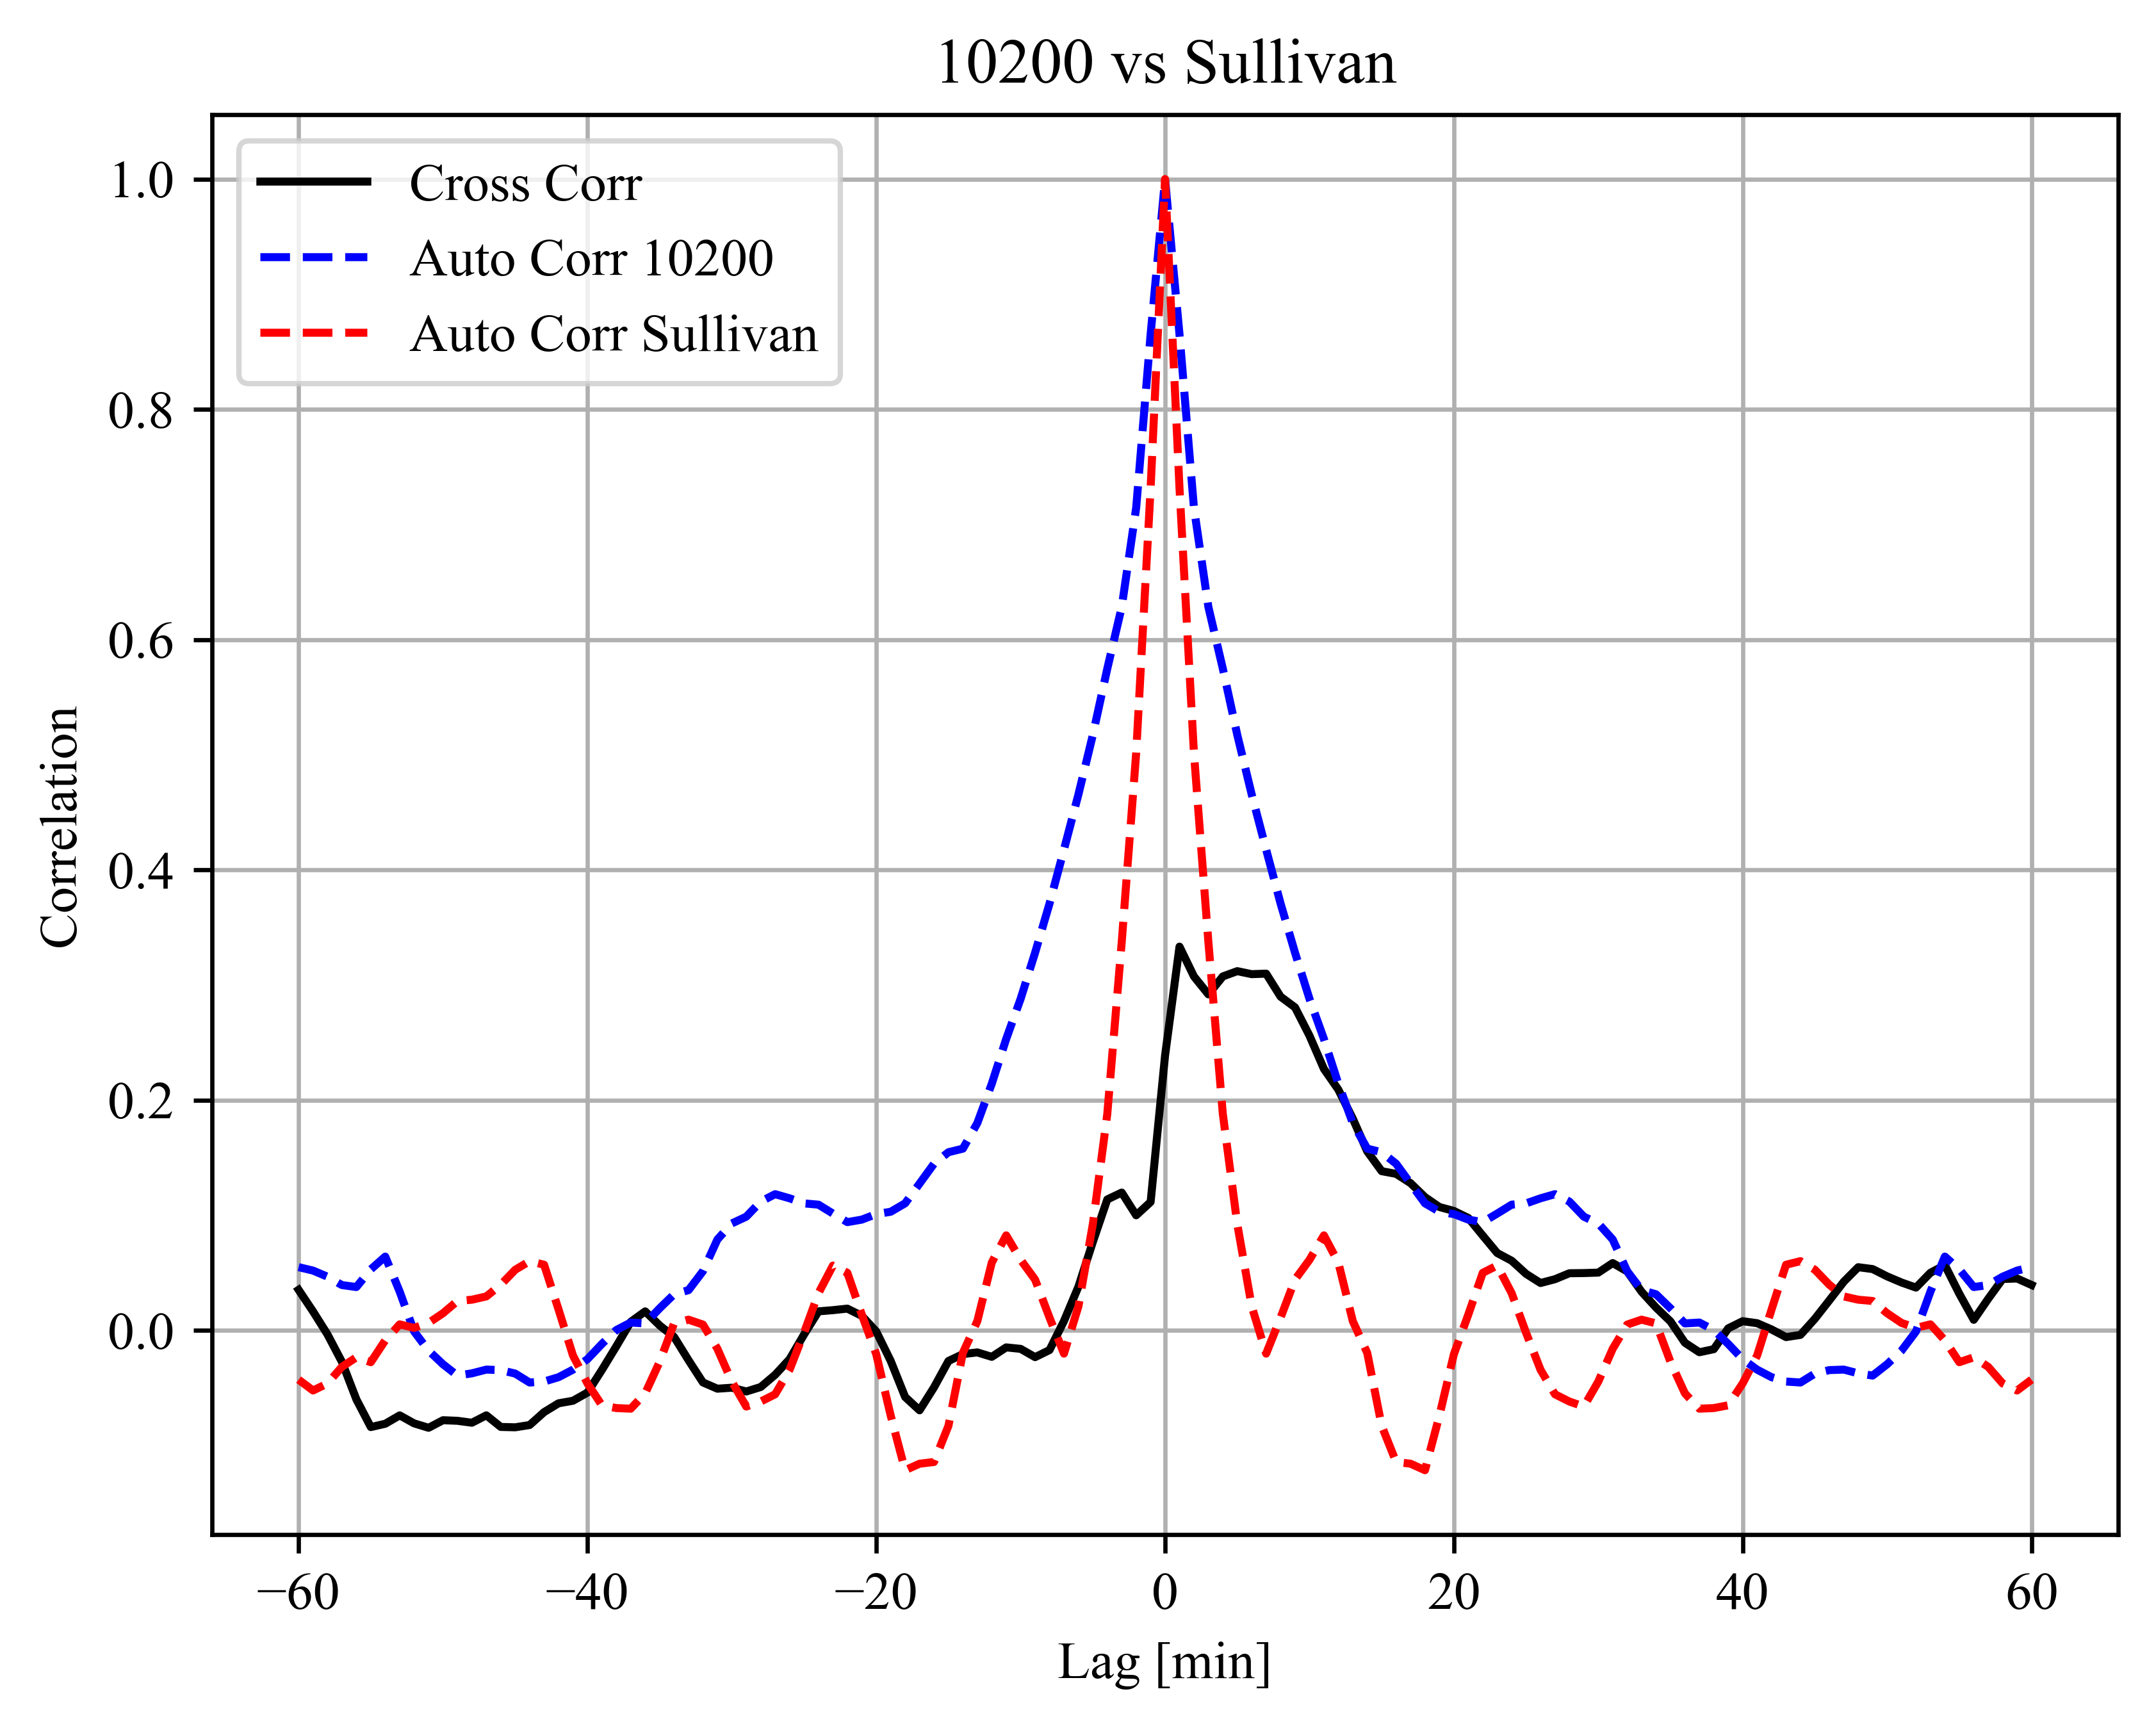 10200 vs Sullivan
Cross Corr
Auto Corr 10200
Auto Corr Sullivan
1.0
0.8
0.6
0.4
0.2
0.0
Correlation
−60 −40 −20 0 20 40 60
Lag [min]